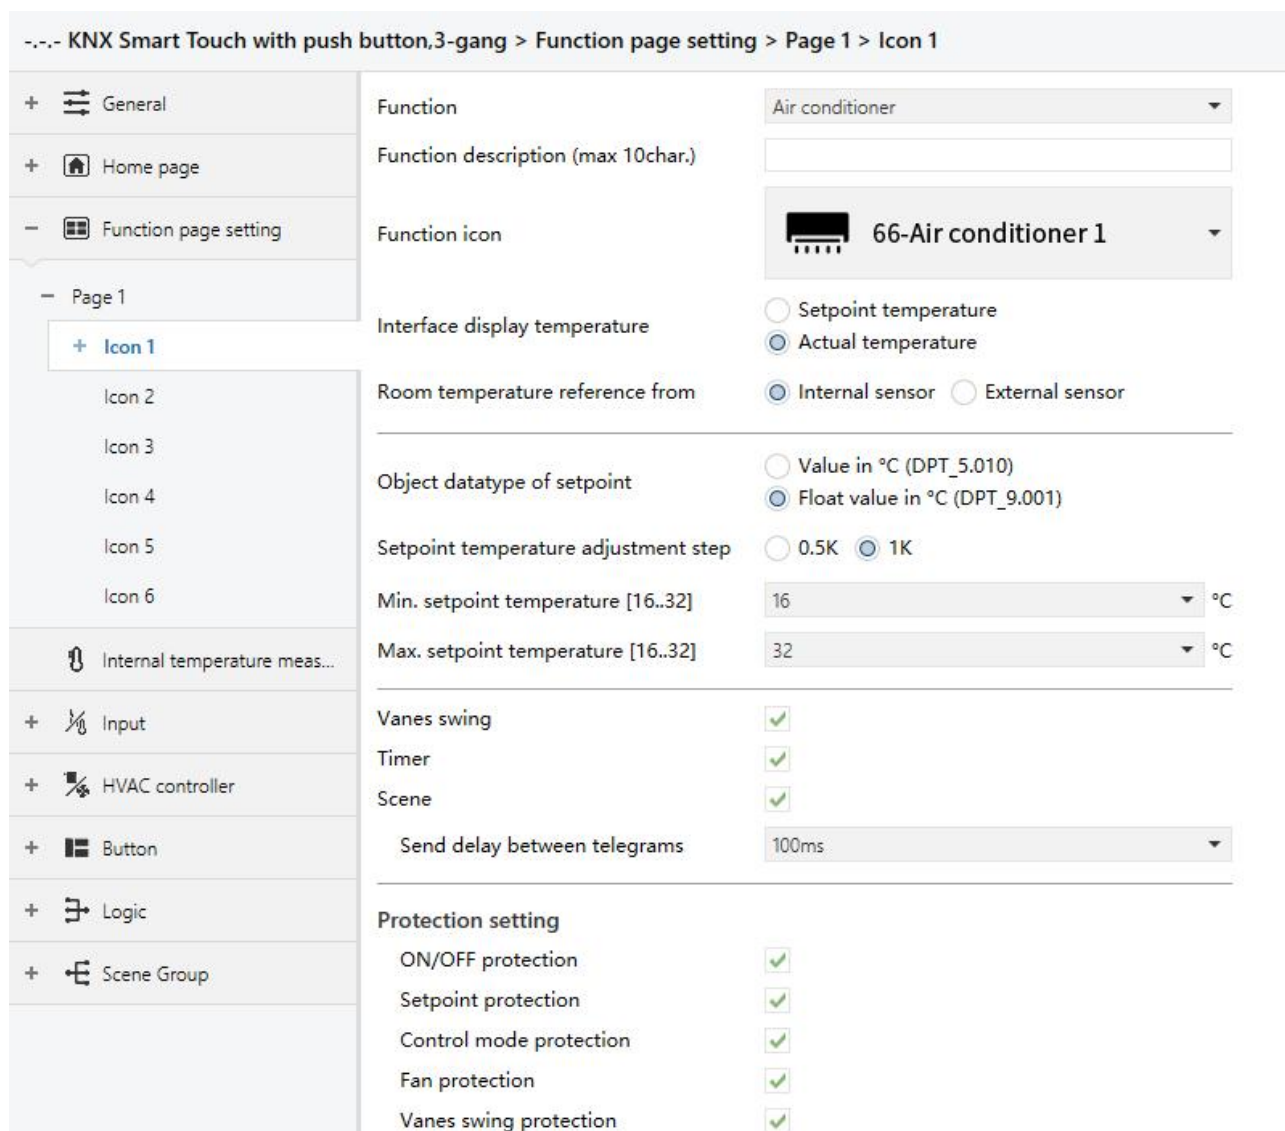 -.-.- KNX Smart Touch with push button,3-gang > Function page setting > Page 1 > Icon 1
General
Home page
Function page setting
Page 1
Icon 1
Icon 2
Icon 3
Icon 4
Icon 5
Icon 6
Internal temperature meas...
Input
HVAC controller
Button
Logic
Scene Group
Function
Air conditioner
Function description (max 10char.)
Function icon
66-Air conditioner 1
Interface display temperature
Setpoint temperature
Actual temperature
Room temperature reference from
Internal sensor
External sensor
Object datatype of setpoint
Value in °C (DPT_5.010)
Float value in °C (DPT_9.001)
Setpoint temperature adjustment step
0.5K
1K
Min. setpoint temperature [16..32]
16
°C
Max. setpoint temperature [16..32]
32
°C
Vanes swing
Timer
Scene
Send delay between telegrams
100ms
Protection setting
ON/OFF protection
Setpoint protection
Control mode protection
Fan protection
Vanes swing protection